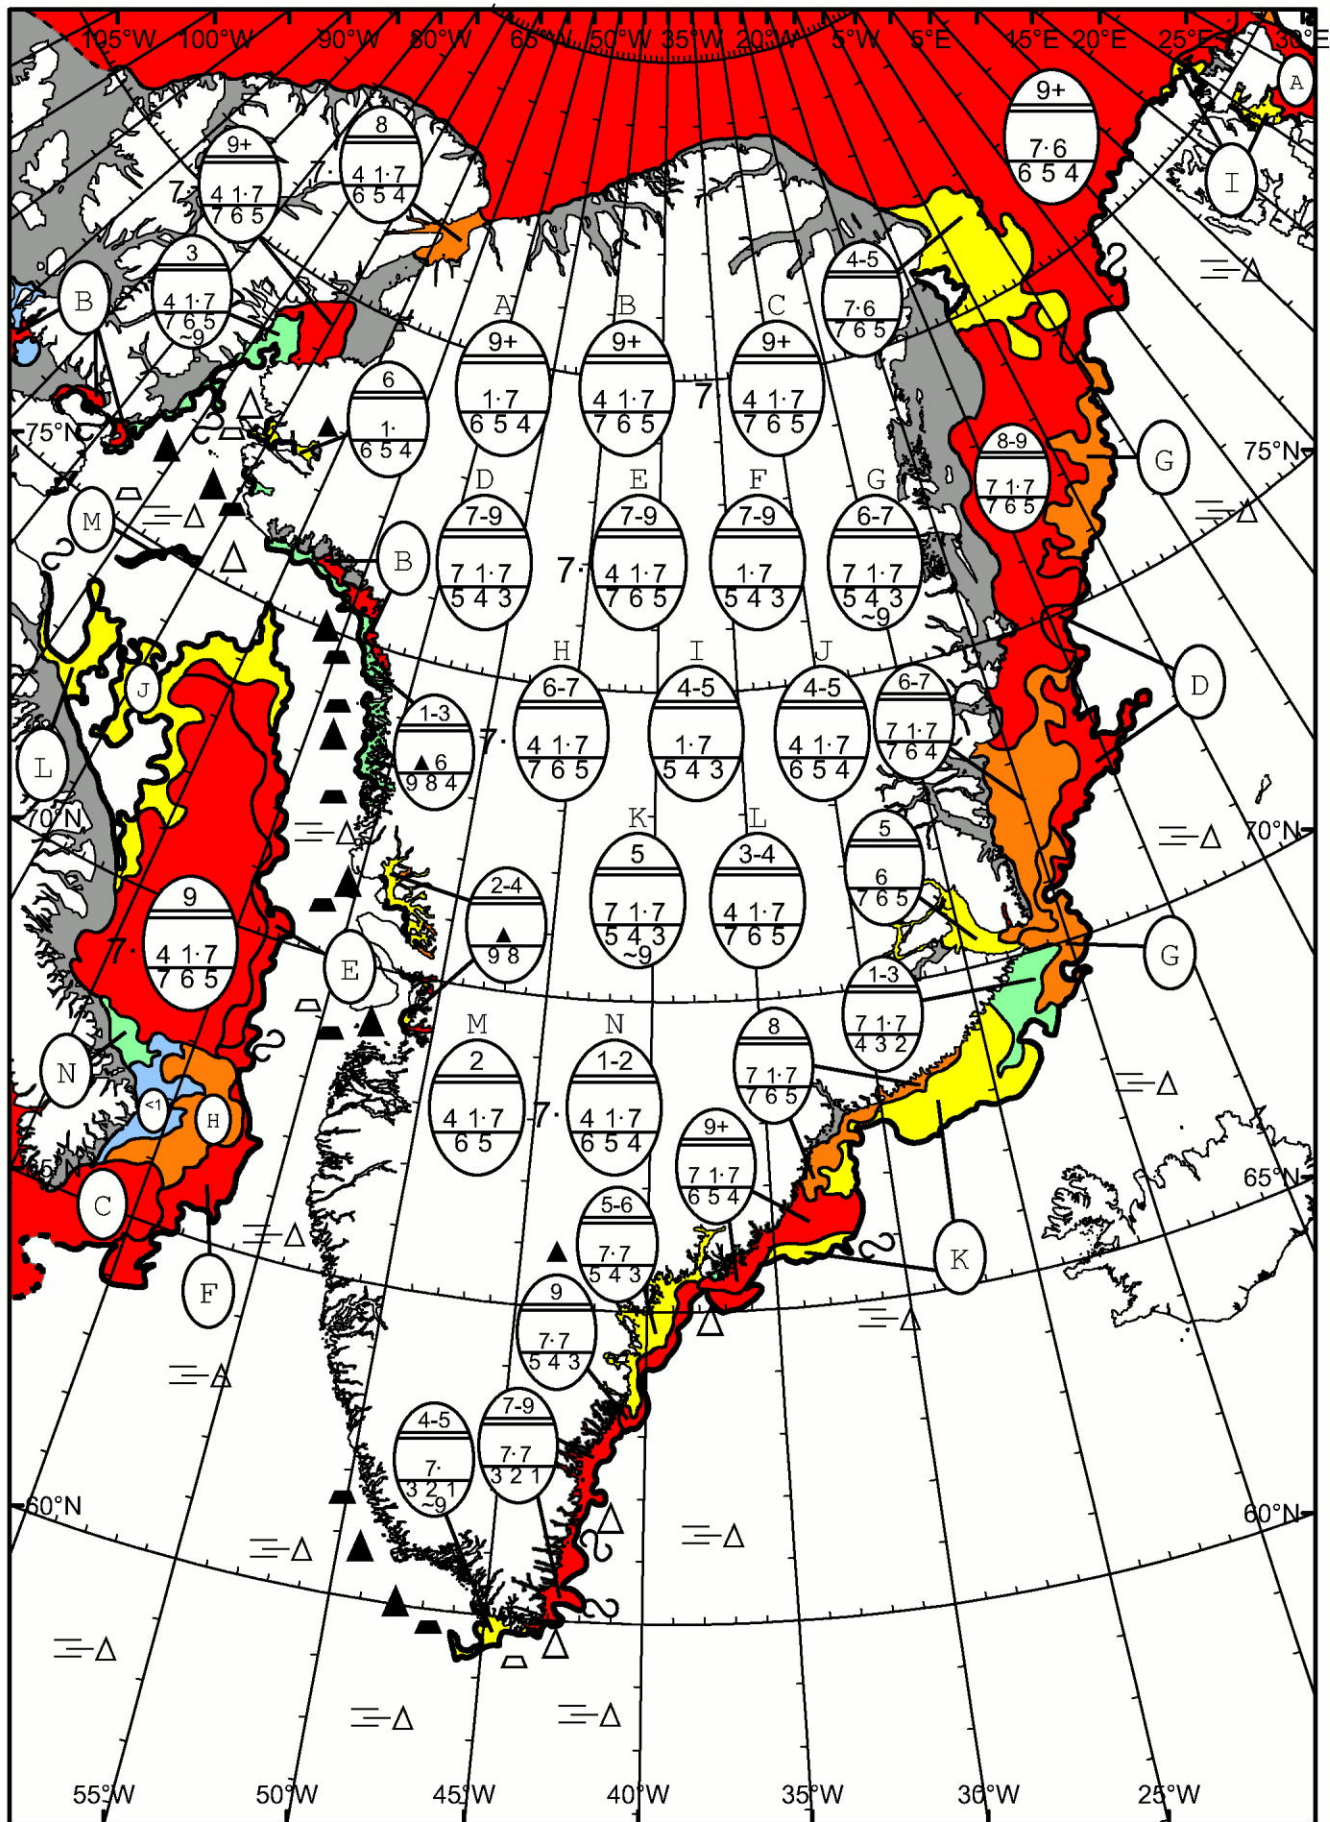 105°W 100°W 90°W 80°W 65°W 50°W 35°W 20°W 5°W 5°E 15°E 20°E 25°E 30°E
A
9+
7·6
6 5 4
I
8
4 1·7
6 5 4
7·
9+
4 1·7
7 6 5
7·
3
4 1·7
7 6 5
~9
B
4-5
7·6
7 6 5
6
1·
6 5 4
A
9+
1·7
6 5 4
B
9+
4 1·7
7 6 5
C
9+
7·
4 1·7
7 6 5
75°N
75°N
8-9
7 1·7
7 6 5
G
M
B
D
7-9
7 1·7
5 4 3
E
7-9
7·
4 1·7
7 6 5
F
7-9
1·7
5 4 3
G
6-7
7 1·7
5 4 3
~9
H
6-7
7·
4 1·7
7 6 5
I
4-5
1·7
5 4 3
J
4-5
4 1·7
6 5 4
6-7
7 1·7
7 6 4
D
J
L
1-3
▲ 6
9 8 4
70°N
70°N
K
5
7 1·7
5 4 3
~9
L
3-4
4 1·7
7 6 5
5
6
7 6 5
2-4
▲
9 8
9
7·
4 1·7
7 6 5
E
G
1-3
7 1·7
4 3 2
M
2
4 1·7
6 5
N
1-2
7·
4 1·7
6 5 4
8
7 1·7
7 6 5
N
<1
H
9+
7 1·7
6 5 4
65°N
65°N
C
F
K
5-6
7·7
5 4 3
9
7·7
5 4 3
7-9
7·7
3 2 1
4-5
7·
3 2 1
~9
60°N
60°N
55°W 50°W 45°W 40°W 35°W 30°W 25°W